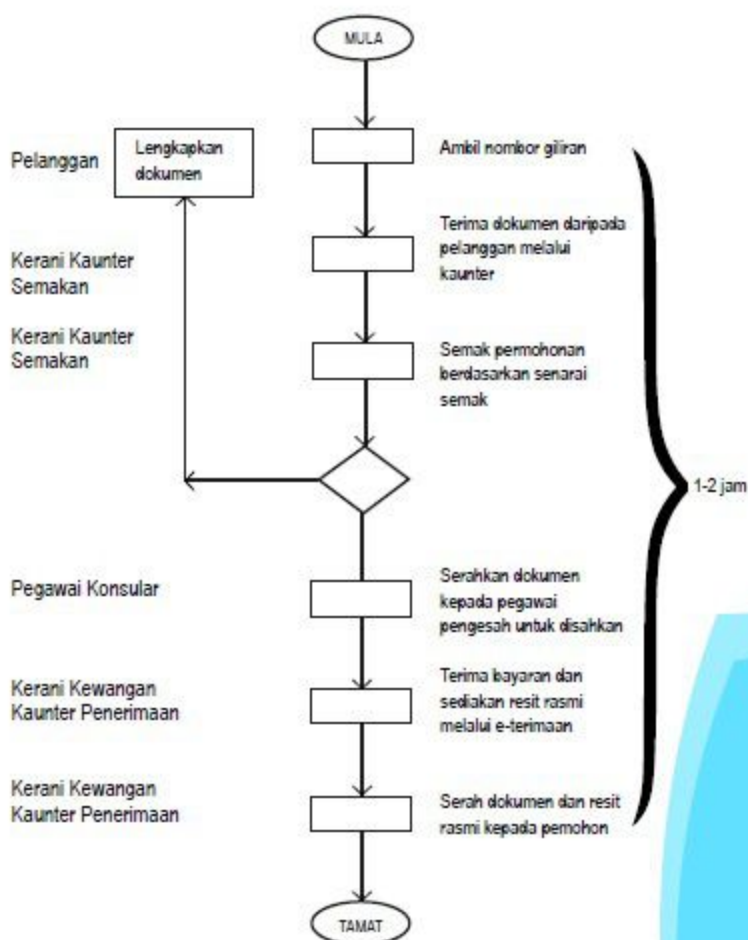 MULA
Pelanggan
Lengkapkan
dokumen
Ambil nombor giliran
Kerani Kaunter
Semakan
Terima dokumen daripada
pelanggan melalui
kaunter
Kerani Kaunter
Semakan
Semak permohonan
berdasarkan senarai
semak
1-2 jam
Pegawai Konsular
Serahkan dokumen
kepada pegawai
pengesah untuk disahkan
Kerani Kewangan
Kaunter Penerimaan
Terima bayaran dan
sediakan resit rasmi
melalui e-terimaan
Kerani Kewangan
Kaunter Penerimaan
Serah dokumen dan resit
rasmi kepada pemohon
TAMAT